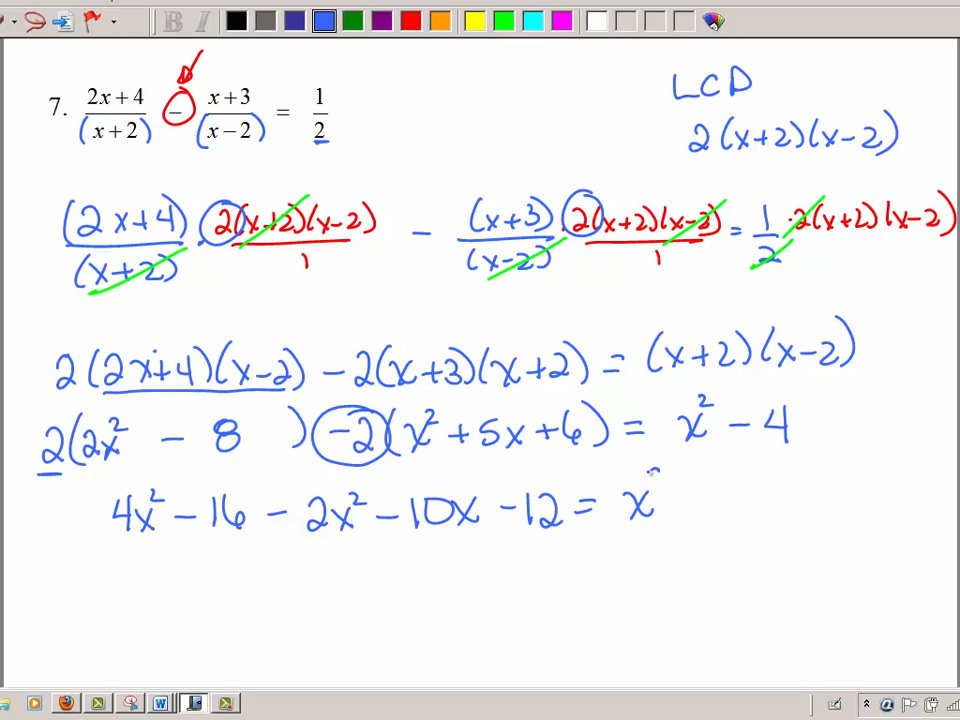 B U
7. (2x+4)/(x+2) − (x+3)/(x−2) = 1/2
LCD
2(x+2)(x−2)
(2x+4)/(x+2) · 2(x+2)(x−2)/1 − (x+3)/(x−2) · 2(x+2)(x−2)/1 = 1/2 · 2(x+2)(x−2)
2(2x+4)(x−2) − 2(x+3)(x+2) = (x+2)(x−2)
2(2x² − 8 ) −2(x² + 5x + 6) = x² − 4
4x² − 16 − 2x² − 10x − 12 = x